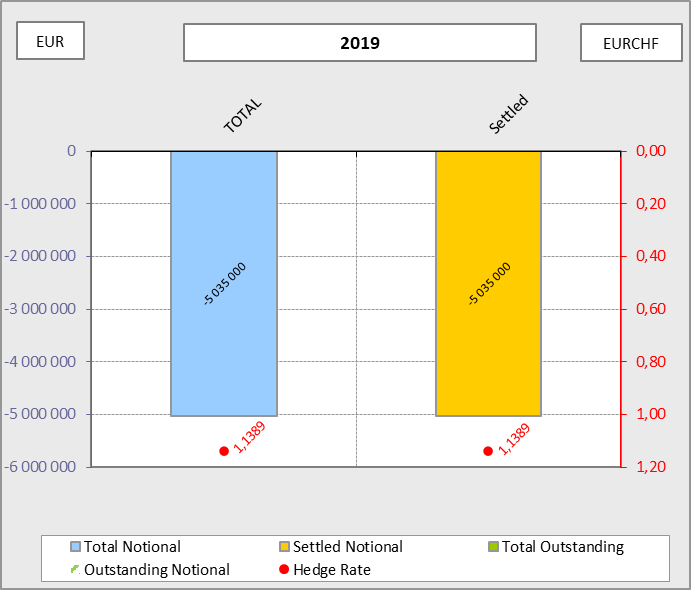 EUR 2019 EURCHF
TOTAL Settled
0 0,00
-1 000 000 0,20
-2 000 000 0,40
-5 035 000 -5 035 000
-3 000 000 0,60
-4 000 000 0,80
-5 000 000 1,00
1,1389 1,1389
-6 000 000 1,20
Total Notional Settled Notional Total Outstanding
Outstanding Notional Hedge Rate